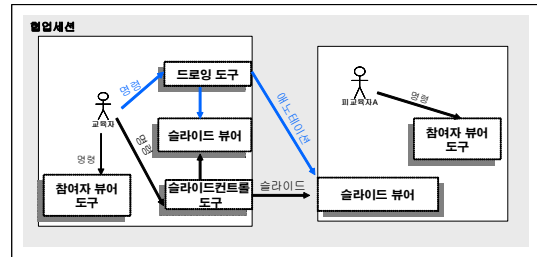 협업세션
드로잉 도구
명령
교육자
명령
명령
슬라이드 뷰어
참여자 뷰어
도구
슬라이드컨트롤
도구
애노테이션
슬라이드
피교육자A
명령
참여자 뷰어
도구
슬라이드 뷰어